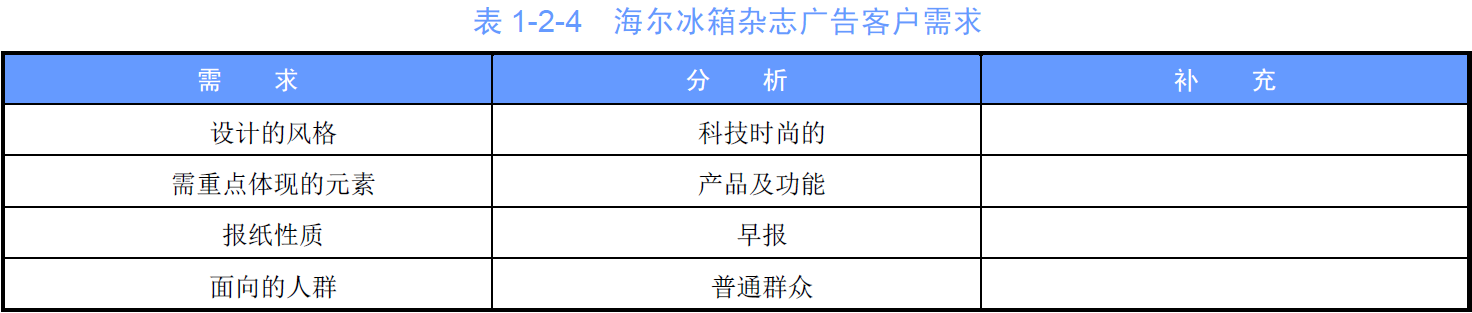 表 1-2-4 海尔冰箱杂志广告客户需求
需 求 分 析 补 充
设计的风格 科技时尚的
需重点体现的元素 产品及功能
报纸性质 早报
面向的人群 普通群众